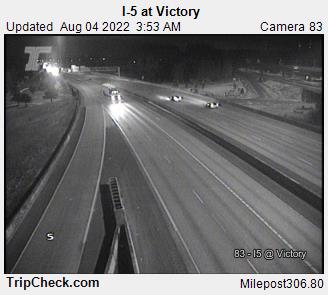 I-5 at Victory
Updated Aug 04 2022 3:53 AM Camera 83
T
S
83 - I5 @ Victory
TripCheck.com Milepost306.80